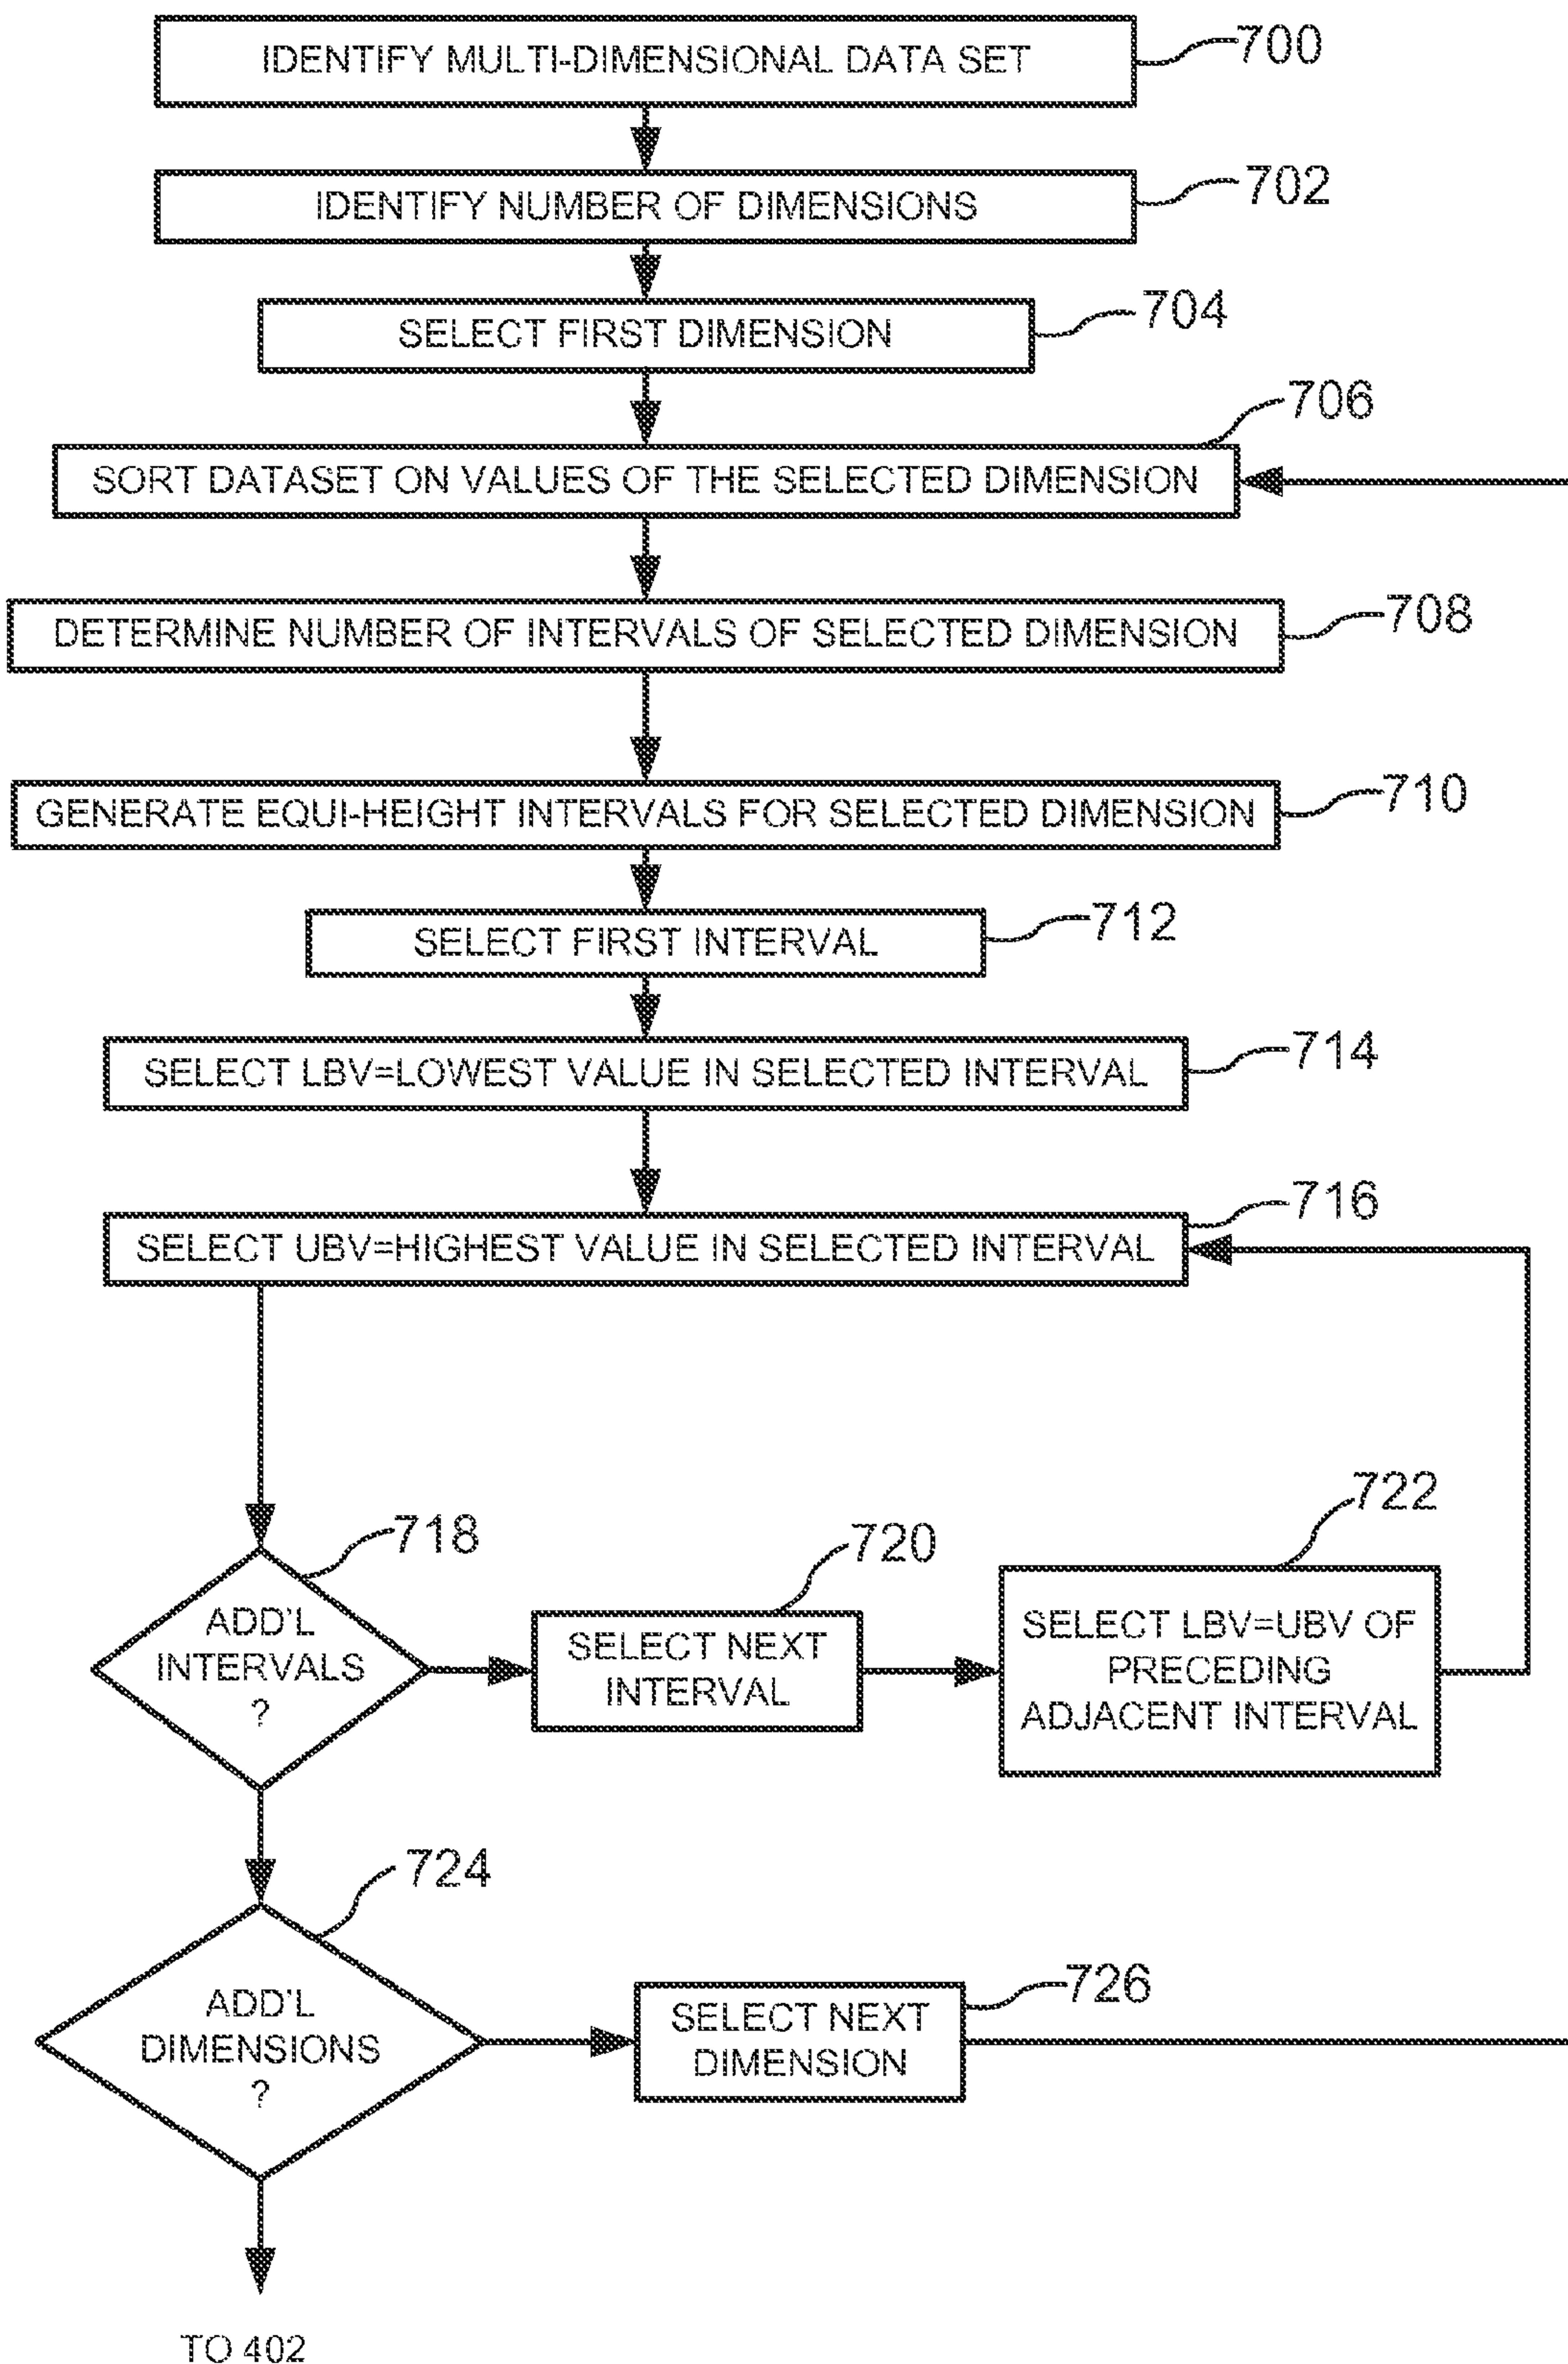 IDENTIFY MULTI-DIMENSIONAL DATA SET
700
IDENTIFY NUMBER OF DIMENSIONS
702
SELECT FIRST DIMENSION
704
706
SORT DATASET ON VALUES OF THE SELECTED DIMENSION
DETERMINE NUMBER OF INTERVALS OF SELECTED DIMENSION
708
GENERATE EQUI-HEIGHT INTERVALS FOR SELECTED DIMENSION
710
SELECT FIRST INTERVAL
712
SELECT LBV=LOWEST VALUE IN SELECTED INTERVAL
714
716
SELECT UBV=HIGHEST VALUE IN SELECTED INTERVAL
718
ADD'L
INTERVALS
?
720
SELECT NEXT
INTERVAL
722
SELECT LBV=UBV OF
PRECEDING
ADJACENT INTERVAL
724
ADD'L
DIMENSIONS
?
726
SELECT NEXT
DIMENSION
TO 402